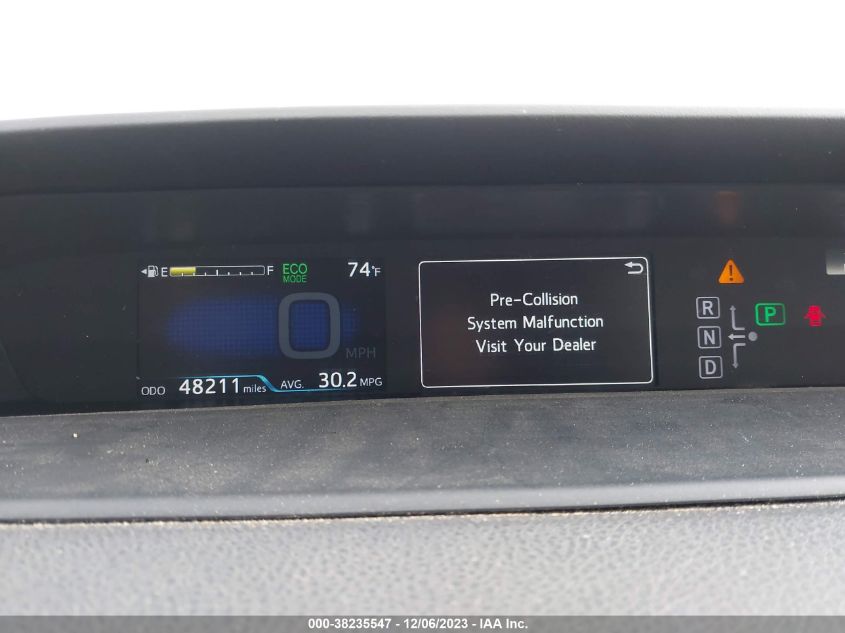 E F ECO MODE 74°F
0 MPH
ODO 48211 miles AVG. 30.2 MPG
Pre-Collision
System Malfunction
Visit Your Dealer
R
N
D
P
000-38235547 - 12/06/2023 - IAA Inc.